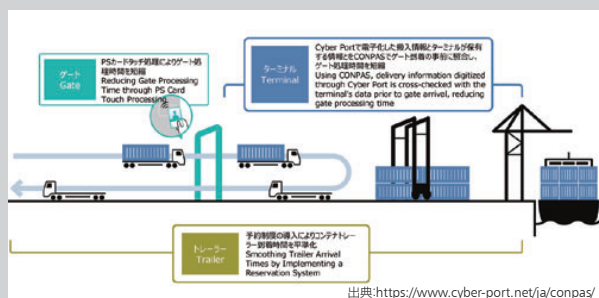 ゲート
Gate
PSカードタッチ処理によりゲート処
理時間を短縮
Reducing Gate Processing
Time through PS Card
Touch Processing
ターミナル
Terminal
Cyber Portで電子化した搬入情報とターミナルが保有
する情報とをCONPASでゲート到着の事前に照合し、
ゲート処理時間を短縮
Using CONPAS, delivery information digitized
through Cyber Port is cross-checked with the
terminal's data prior to gate arrival, reducing
gate processing time
トレーラー
Trailer
予約制度の導入によりコンテナトレー
ラー到着時間を平準化
Smoothing Trailer Arrival
Times by Implementing a
Reservation System
出典:https://www.cyber-port.net/ja/conpas/